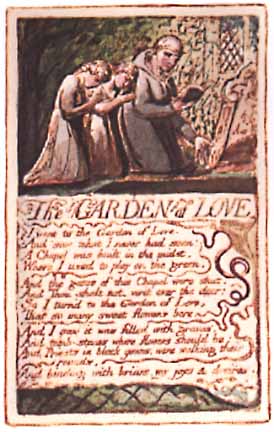 The GARDEN of LOVE
I went to the Garden of Love,
And saw what I never had seen:
A Chapel was built in the midst,
Where I used to play on the green.
And the gates of this Chapel were shut,
And Thou shalt not, writ over the door;
So I turn'd to the Garden of Love,
That so many sweet flowers bore,
And I saw it was filled with graves,
And tomb-stones where flowers should be:
And Priests in black gowns, were walking their rounds,
And binding with briars, my joys & desires.